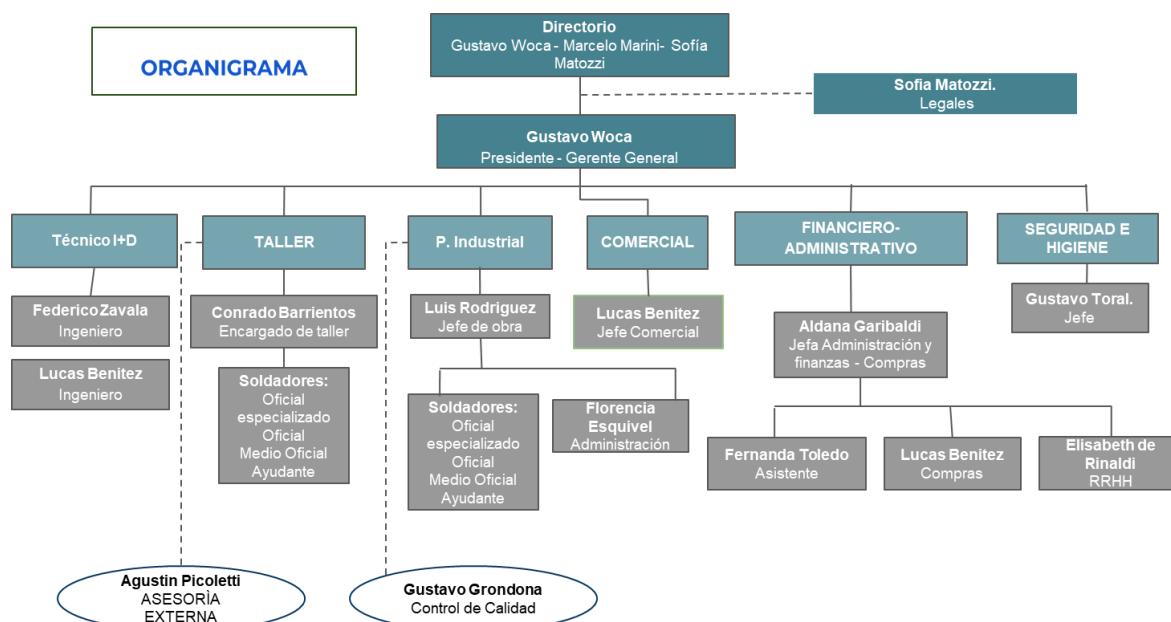 ORGANIGRAMA
Directorio
Gustavo Woca - Marcelo Marini- Sofía
Matozzi
Sofia Matozzi.
Legales
Gustavo Woca
Presidente - Gerente General
Técnico I+D
TALLER
P. Industrial
COMERCIAL
FINANCIERO-
ADMINISTRATIVO
SEGURIDAD E
HIGIENE
Federico Zavala
Ingeniero
Lucas Benitez
Ingeniero
Conrado Barrientos
Encargado de taller
Soldadores:
Oficial
especializado
Oficial
Medio Oficial
Ayudante
Luis Rodriguez
Jefe de obra
Soldadores:
Oficial
especializado
Oficial
Medio Oficial
Ayudante
Florencia
Esquivel
Administración
Lucas Benitez
Jefe Comercial
Aldana Garibaldi
Jefa Administración y
finanzas - Compras
Fernanda Toledo
Asistente
Lucas Benitez
Compras
Elisabeth de
Rinaldi
RRHH
Gustavo Toral.
Jefe
Agustin Picoletti
ASESORÌA
EXTERNA
Gustavo Grondona
Control de Calidad